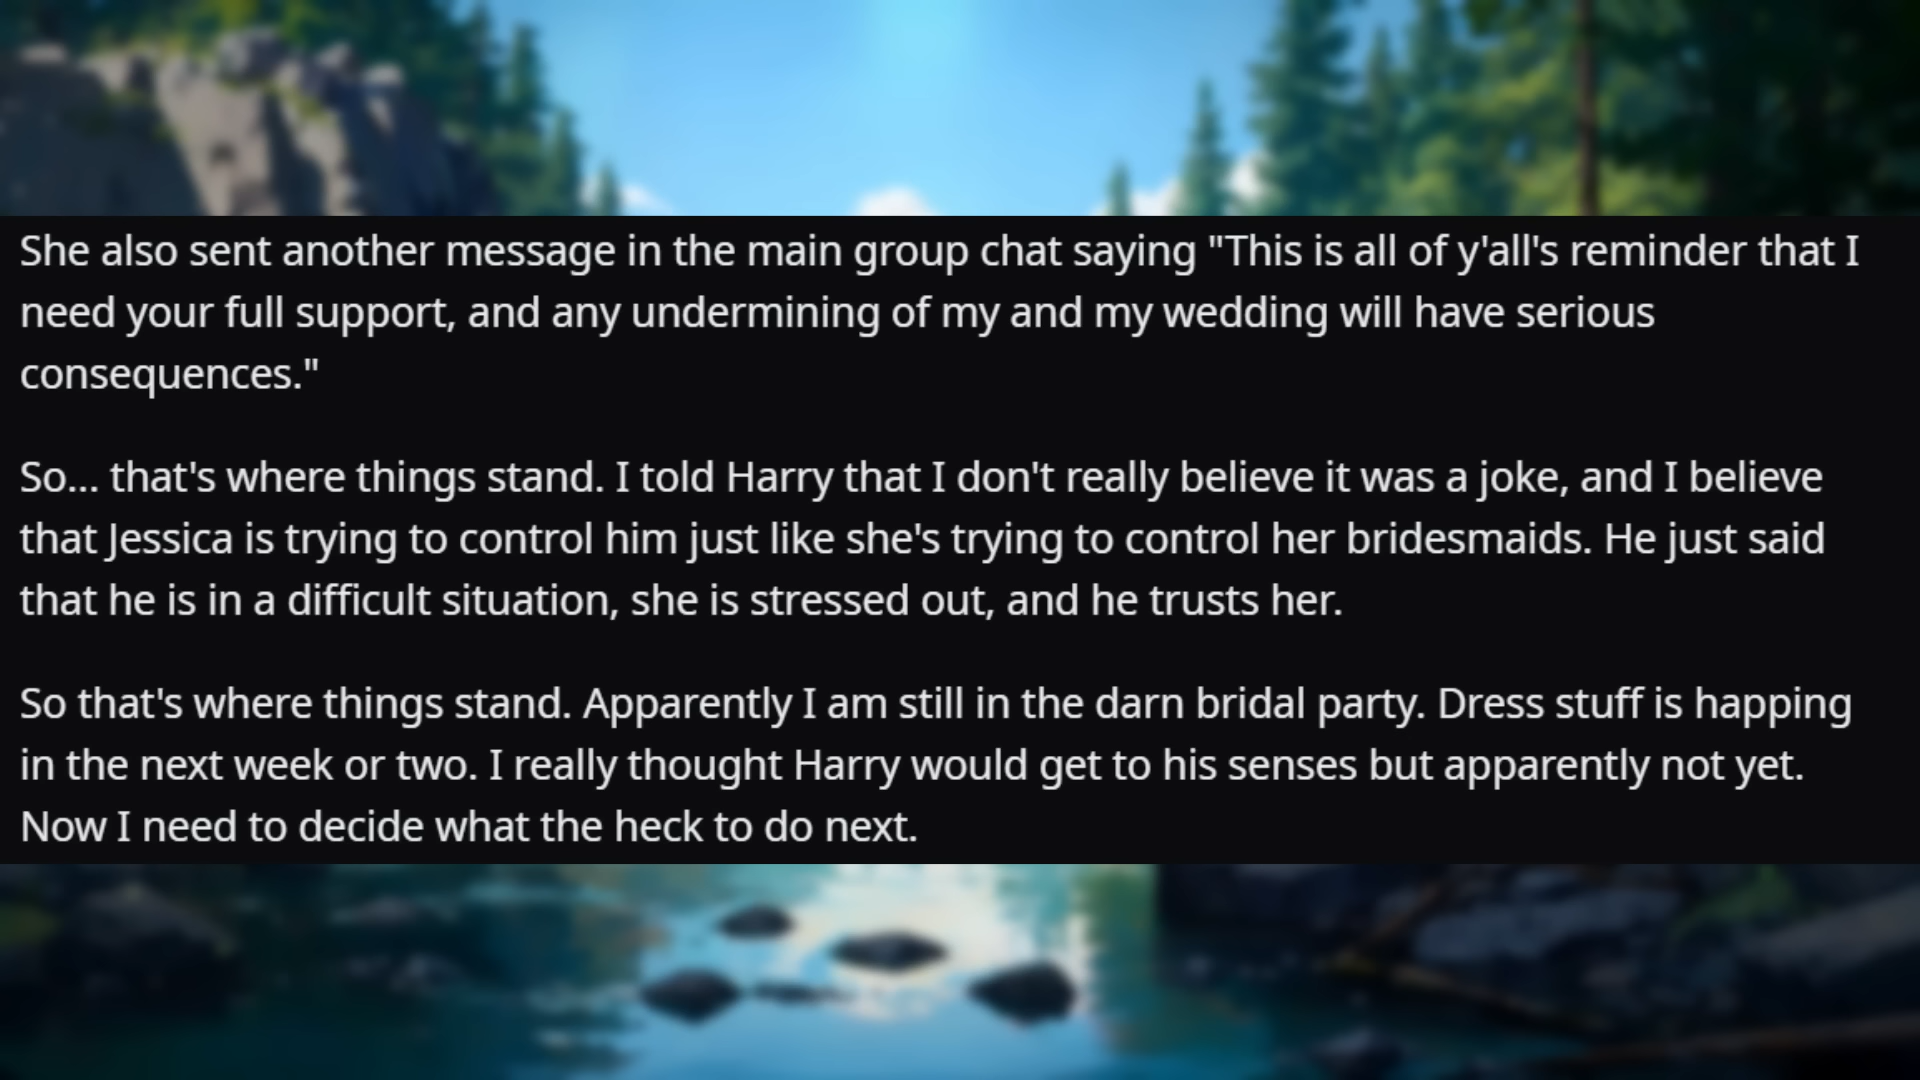 She also sent another message in the main group chat saying "This is all of y'all's reminder that I
need your full support, and any undermining of my and my wedding will have serious
consequences."
So... that's where things stand. I told Harry that I don't really believe it was a joke, and I believe
that Jessica is trying to control him just like she's trying to control her bridesmaids. He just said
that he is in a difficult situation, she is stressed out, and he trusts her.
So that's where things stand. Apparently I am still in the darn bridal party. Dress stuff is happing
in the next week or two. I really thought Harry would get to his senses but apparently not yet.
Now I need to decide what the heck to do next.